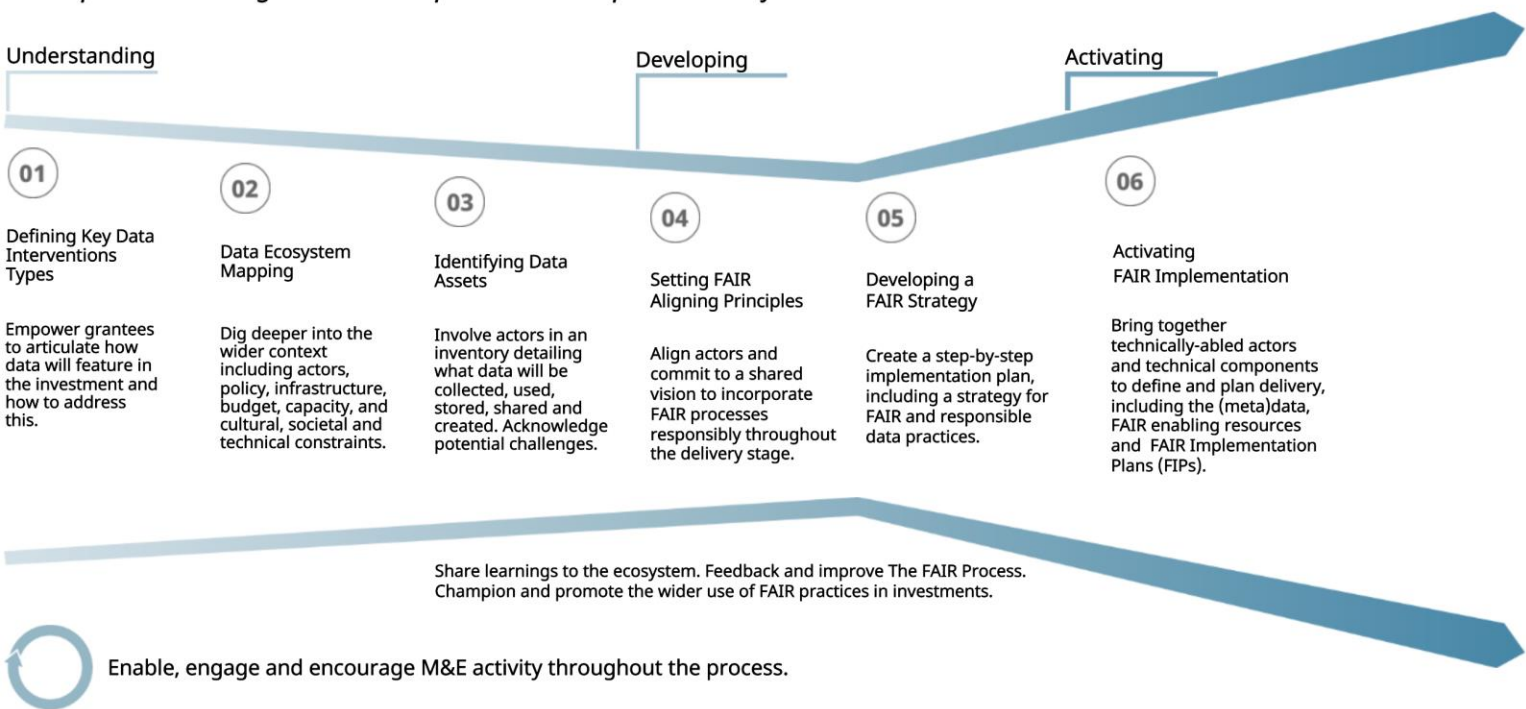 Understanding
Developing
Activating
01
Defining Key Data
Interventions
Types
Empower grantees
to articulate how
data will feature in
the investment and
how to address
this.
02
Data Ecosystem
Mapping
Dig deeper into the
wider context
including actors,
policy, infrastructure,
budget, capacity, and
cultural, societal and
technical constraints.
03
Identifying Data
Assets
Involve actors in an
inventory detailing
what data will be
collected, used,
stored, shared and
created. Acknowledge
potential challenges.
04
Setting FAIR
Aligning Principles
Align actors and
commit to a shared
vision to incorporate
FAIR processes
responsibly throughout
the delivery stage.
05
Developing a
FAIR Strategy
Create a step-by-step
implementation plan,
including a strategy for
FAIR and responsible
data practices.
06
Activating
FAIR Implementation
Bring together
technically-abled actors
and technical components
to define and plan delivery,
including the (meta)data,
FAIR enabling resources
and FAIR Implementation
Plans (FIPs).
Share learnings to the ecosystem. Feedback and improve The FAIR Process.
Champion and promote the wider use of FAIR practices in investments.
Enable, engage and encourage M&E activity throughout the process.